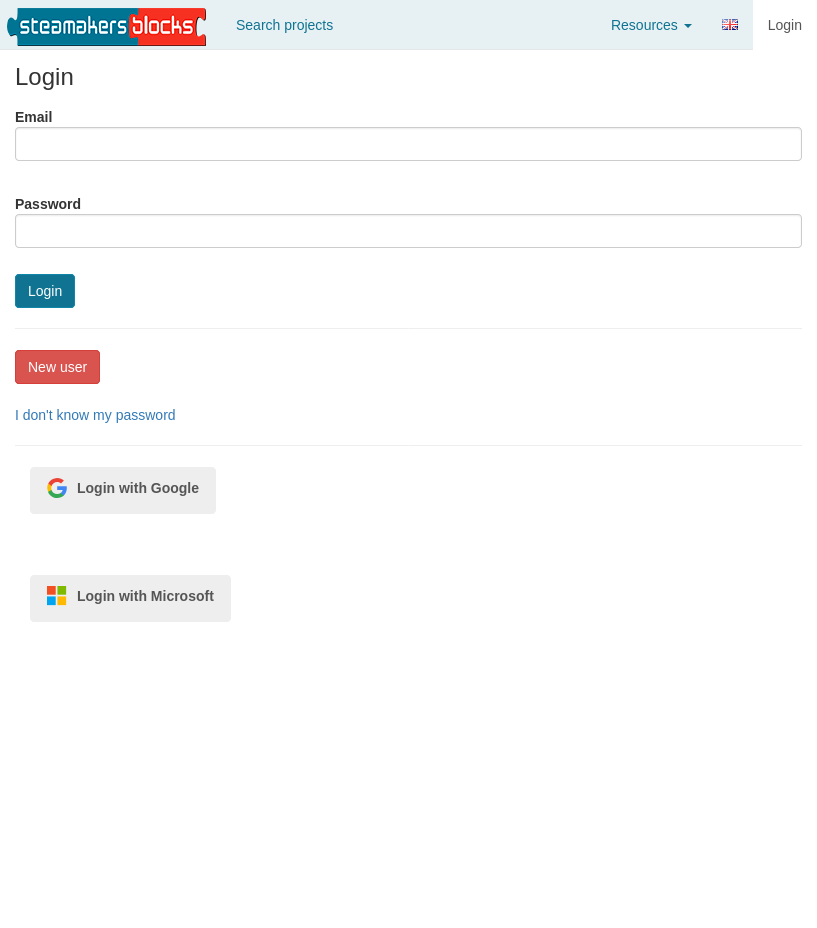 steamakers blocks Search projects Resources Login
Login
Email
Password
Login
New user
I don't know my password
Login with Google
Login with Microsoft